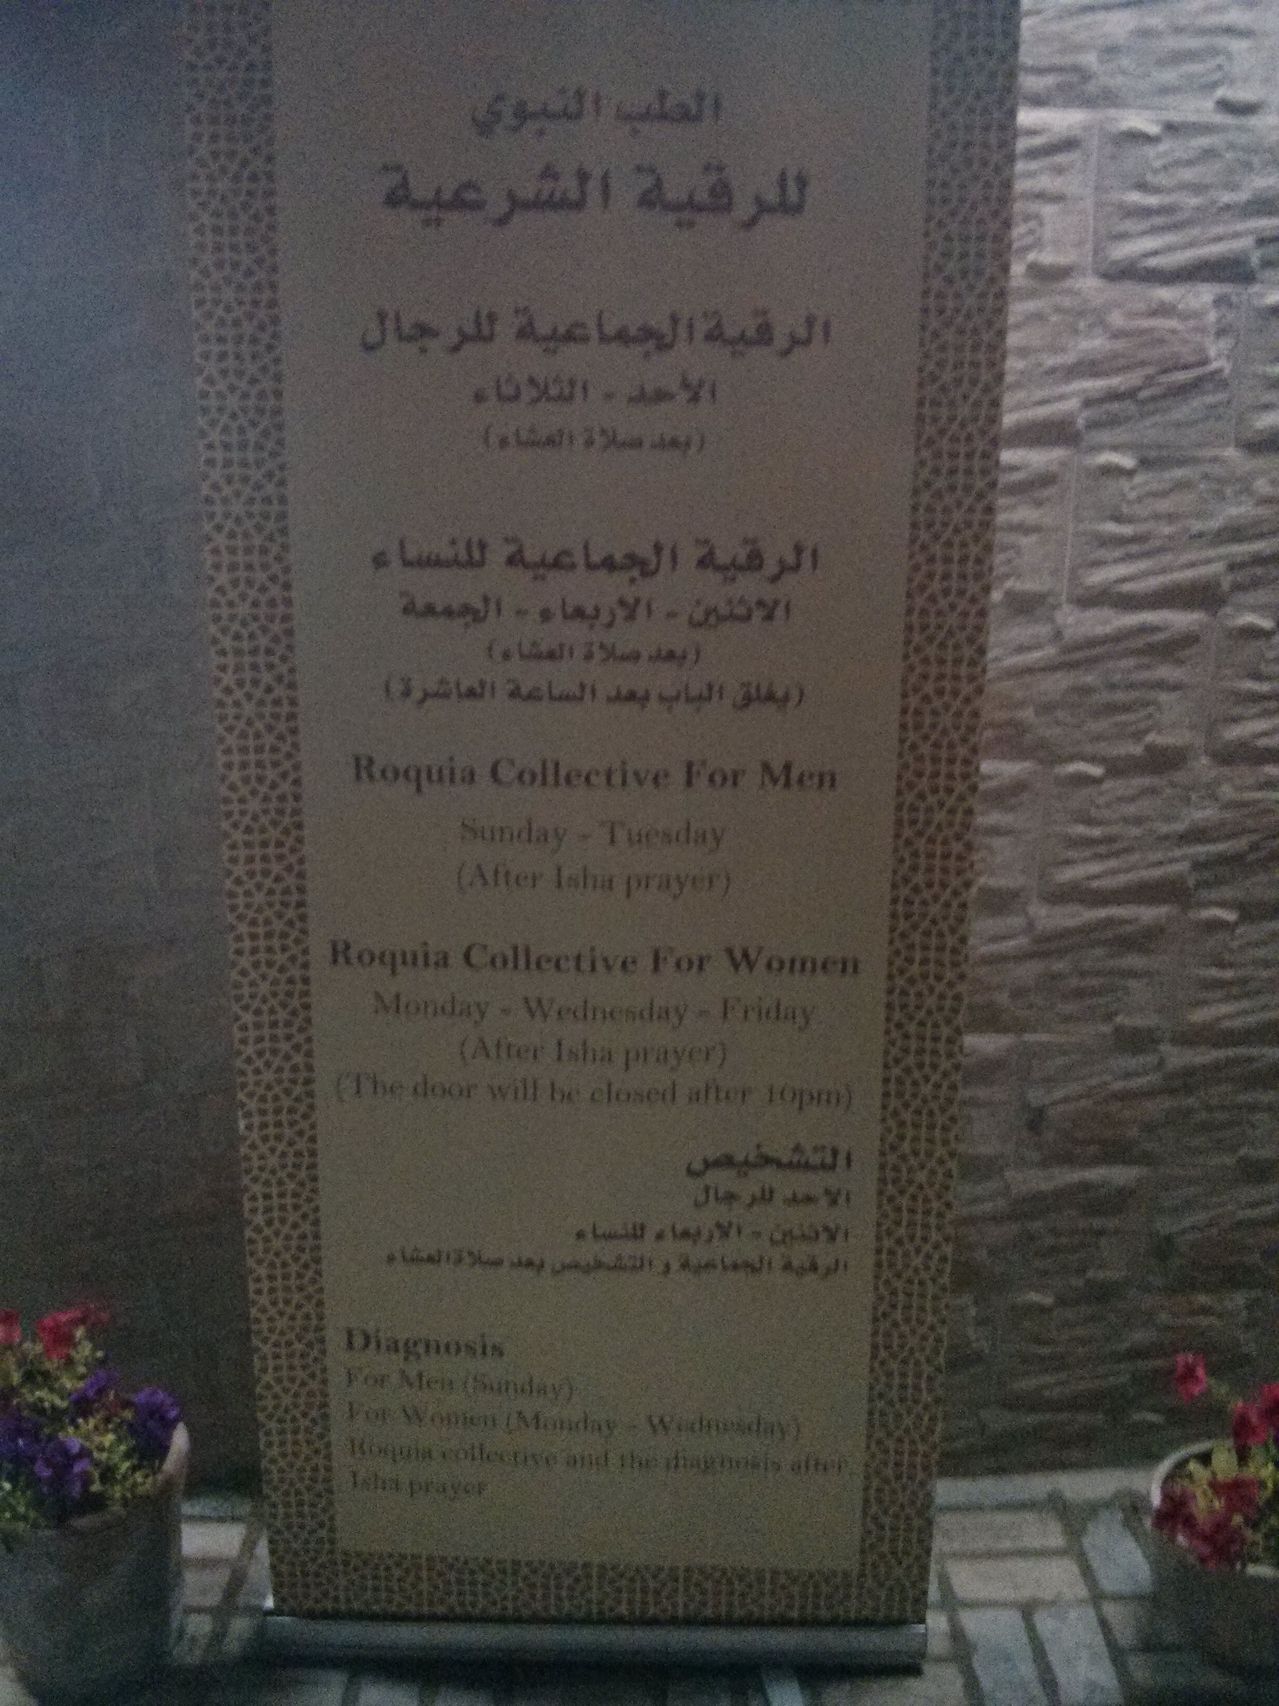 الطب النبوي
للرقية الشرعية
الرقية الجماعية للرجال
الأحد - الثلاثاء
(بعد صلاة العشاء)
الرقية الجماعية للنساء
الاثنين - الاربعاء - الجمعة
(بعد صلاة العشاء)
(يغلق الباب بعد الساعة العاشرة)
Roquia Collective For Men
Sunday - Tuesday
(After Isha prayer)
Roquia Collective For Women
Monday - Wednesday - Friday
(After Isha prayer)
(The door will be closed after 10pm)
التشخيص
الاحد للرجال
الاثنين - الاربعاء للنساء
الرقية الجماعية و التشخيص بعد صلاة العشاء
Diagnosis
For Men (Sunday)
For Women (Monday - Wednesday)
Roquia collective and the diagnosis after
Isha prayer